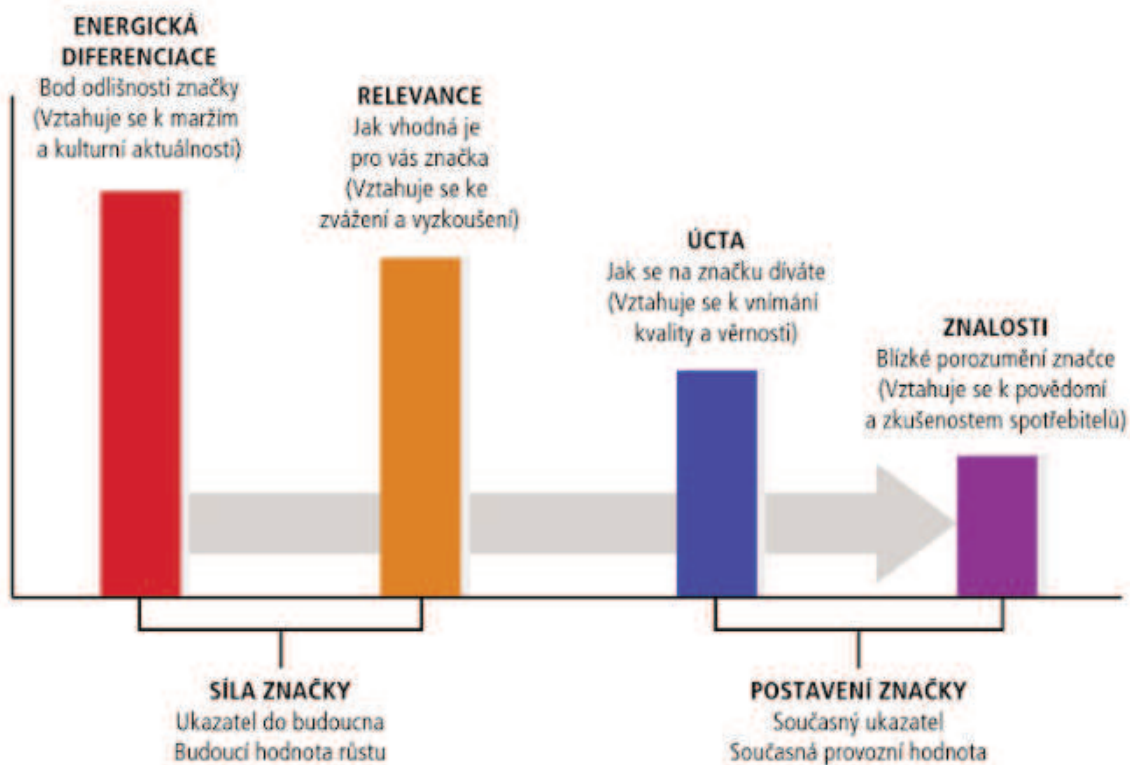 ENERGICKÁ
DIFERENCIACE
Bod odlišnosti značky
(Vztahuje se k maržím
a kulturní aktuálnosti)
RELEVANCE
Jak vhodná je
pro vás značka
(Vztahuje se ke
zvážení a vyzkoušení)
ÚCTA
Jak se na značku díváte
(Vztahuje se k vnímání
kvality a věrnosti)
ZNALOSTI
Blízké porozumění značce
(Vztahuje se k povědomí
a zkušenostem spotřebitelů)
SÍLA ZNAČKY
Ukazatel do budoucna
Budoucí hodnota růstu
POSTAVENÍ ZNAČKY
Současný ukazatel
Současná provozní hodnota